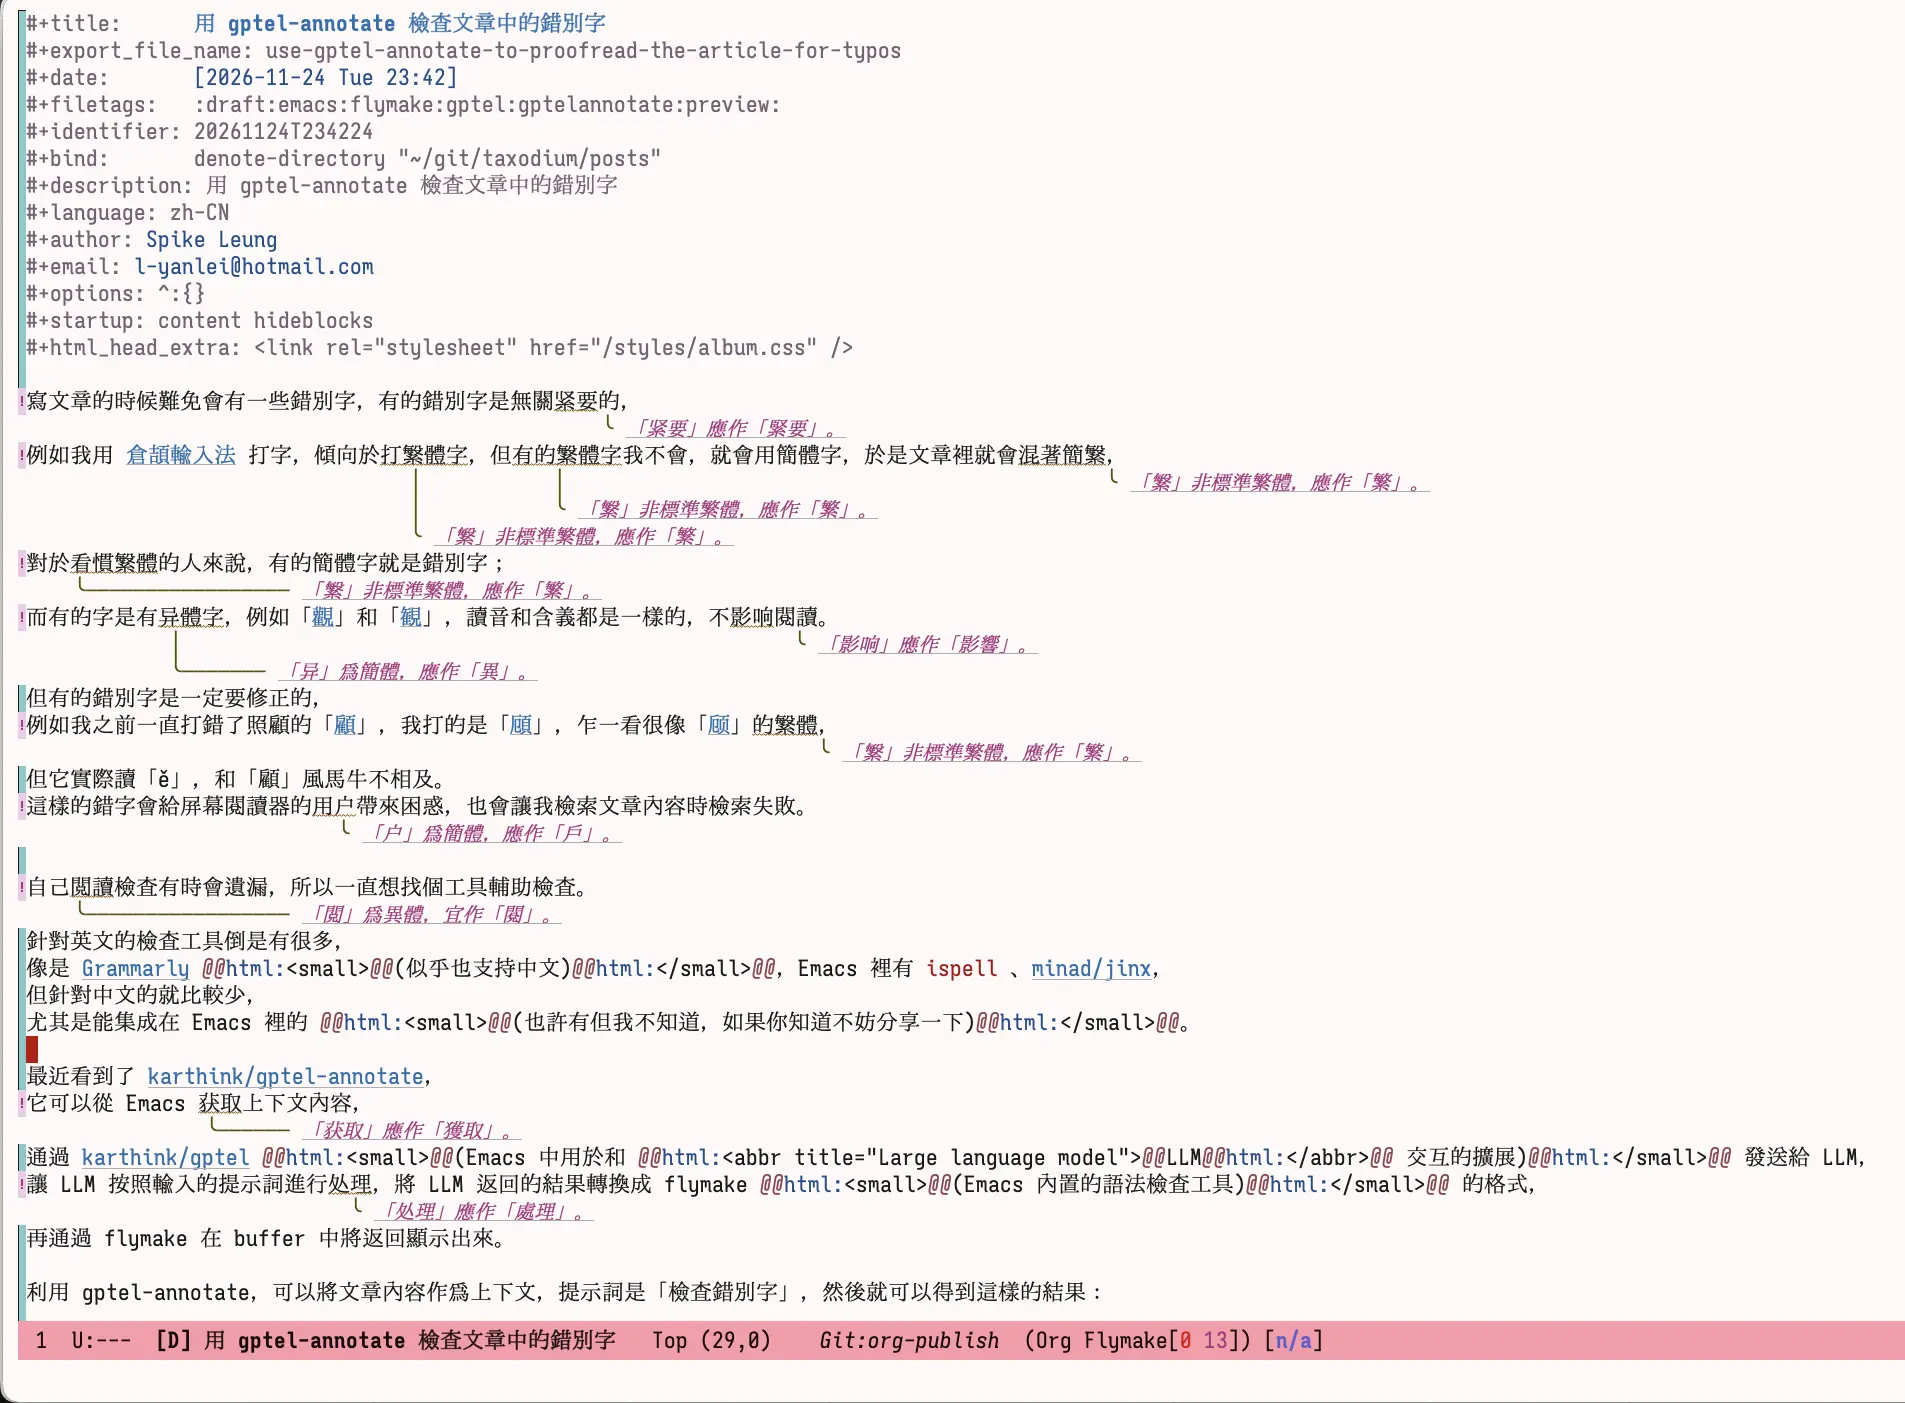 #+title:      用 gptel-annotate 檢查文章中的錯別字
#+export_file_name: use-gptel-annotate-to-proofread-the-article-for-typos
#+date:       [2026-11-24 Tue 23:42]
#+filetags:   :draft:emacs:flymake:gptel:gptelannotate:preview:
#+identifier: 20261124T234224
#+bind:       denote-directory "~/git/taxodium/posts"
#+description: 用 gptel-annotate 檢查文章中的錯別字
#+language: zh-CN
#+author: Spike Leung
#+email: l-yanlei@hotmail.com
#+options: ^:{}
#+startup: content hideblocks
#+html_head_extra: <link rel="stylesheet" href="/styles/album.css" />
!寫文章的時候難免會有一些錯別字，有的錯別字是無關紧要的，
「紧要」應作「緊要」。
!例如我用 倉頡輸入法 打字，傾向於打繋體字，但有的繋體字我不會，就會用簡體字，於是文章裡就會混著簡繋，
「繋」非標準繁體，應作「繁」。
「繋」非標準繁體，應作「繁」。
「繋」非標準繁體，應作「繁」。
!對於看慣繋體的人來說，有的簡體字就是錯別字；
「繋」非標準繁體，應作「繁」。
!而有的字是有异體字，例如「觀」和「観」，讀音和含義都是一樣的，不影响閲讀。
「影响」應作「影響」。
「异」爲簡體，應作「異」。
但有的錯別字是一定要修正的，
!例如我之前一直打錯了照顧的「顧」，我打的是「頋」，乍一看很像「顾」的繋體，
「繋」非標準繁體，應作「繁」。
但它實際讀「ě」，和「顧」風馬牛不相及。
!這樣的錯字會給屏幕閲讀器的用户帶來困惑，也會讓我檢索文章內容時檢索失敗。
「户」爲簡體，應作「戶」。
!自己閲讀檢查有時會遺漏，所以一直想找個工具輔助檢查。
「閲」爲異體，宜作「閱」。
針對英文的檢查工具倒是有很多，
像是 Grammarly @@html:<small>@@(似乎也支持中文)@@html:</small>@@，Emacs 裡有 ispell 、minad/jinx，
但針對中文的就比較少，
尤其是能集成在 Emacs 裡的 @@html:<small>@@(也許有但我不知道，如果你知道不妨分享一下)@@html:</small>@@。
最近看到了 karthink/gptel-annotate，
!它可以從 Emacs 获取上下文內容，
「获取」應作「獲取」。
通過 karthink/gptel @@html:<small>@@(Emacs 中用於和 @@html:<abbr title="Large language model">@@LLM@@html:</abbr>@@ 交互的擴展)@@html:</small>@@ 發送給 LLM，
!讓 LLM 按照輸入的提示詞進行处理，將 LLM 返回的結果轉換成 flymake @@html:<small>@@(Emacs 內置的語法檢查工具)@@html:</small>@@ 的格式，
「处理」應作「處理」。
再通過 flymake 在 buffer 中將返回顯示出來。
利用 gptel-annotate，可以將文章內容作爲上下文，提示詞是「檢查錯別字」，然後就可以得到這樣的結果：
1  U:---  [D] 用 gptel-annotate 檢查文章中的錯別字   Top (29,0)    Git:org-publish  (Org Flymake[0 13]) [n/a]